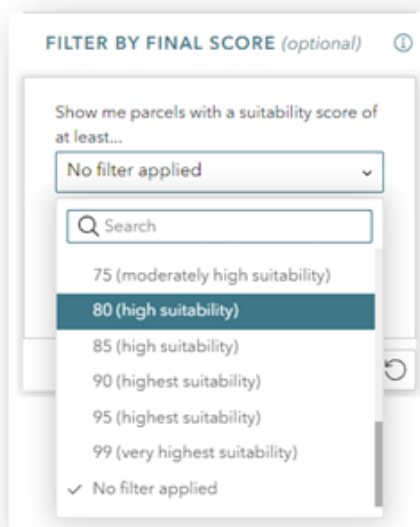 FILTER BY FINAL SCORE (optional)
Show me parcels with a suitability score of
at least...
No filter applied
Search
75 (moderately high suitability)
80 (high suitability)
85 (high suitability)
90 (highest suitability)
95 (highest suitability)
99 (very highest suitability)
No filter applied